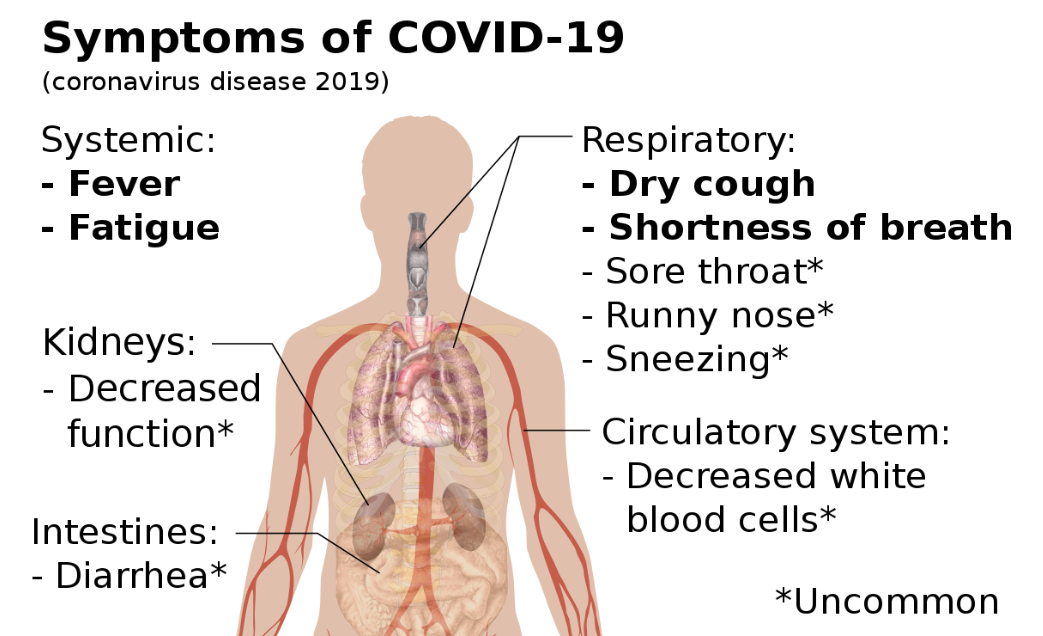 Symptoms of COVID-19
(coronavirus disease 2019)
Systemic:
- Fever
- Fatigue
Respiratory:
- Dry cough
- Shortness of breath
- Sore throat*
- Runny nose*
- Sneezing*
Kidneys:
- Decreased
function*
Circulatory system:
- Decreased white
blood cells*
Intestines:
- Diarrhea*
*Uncommon